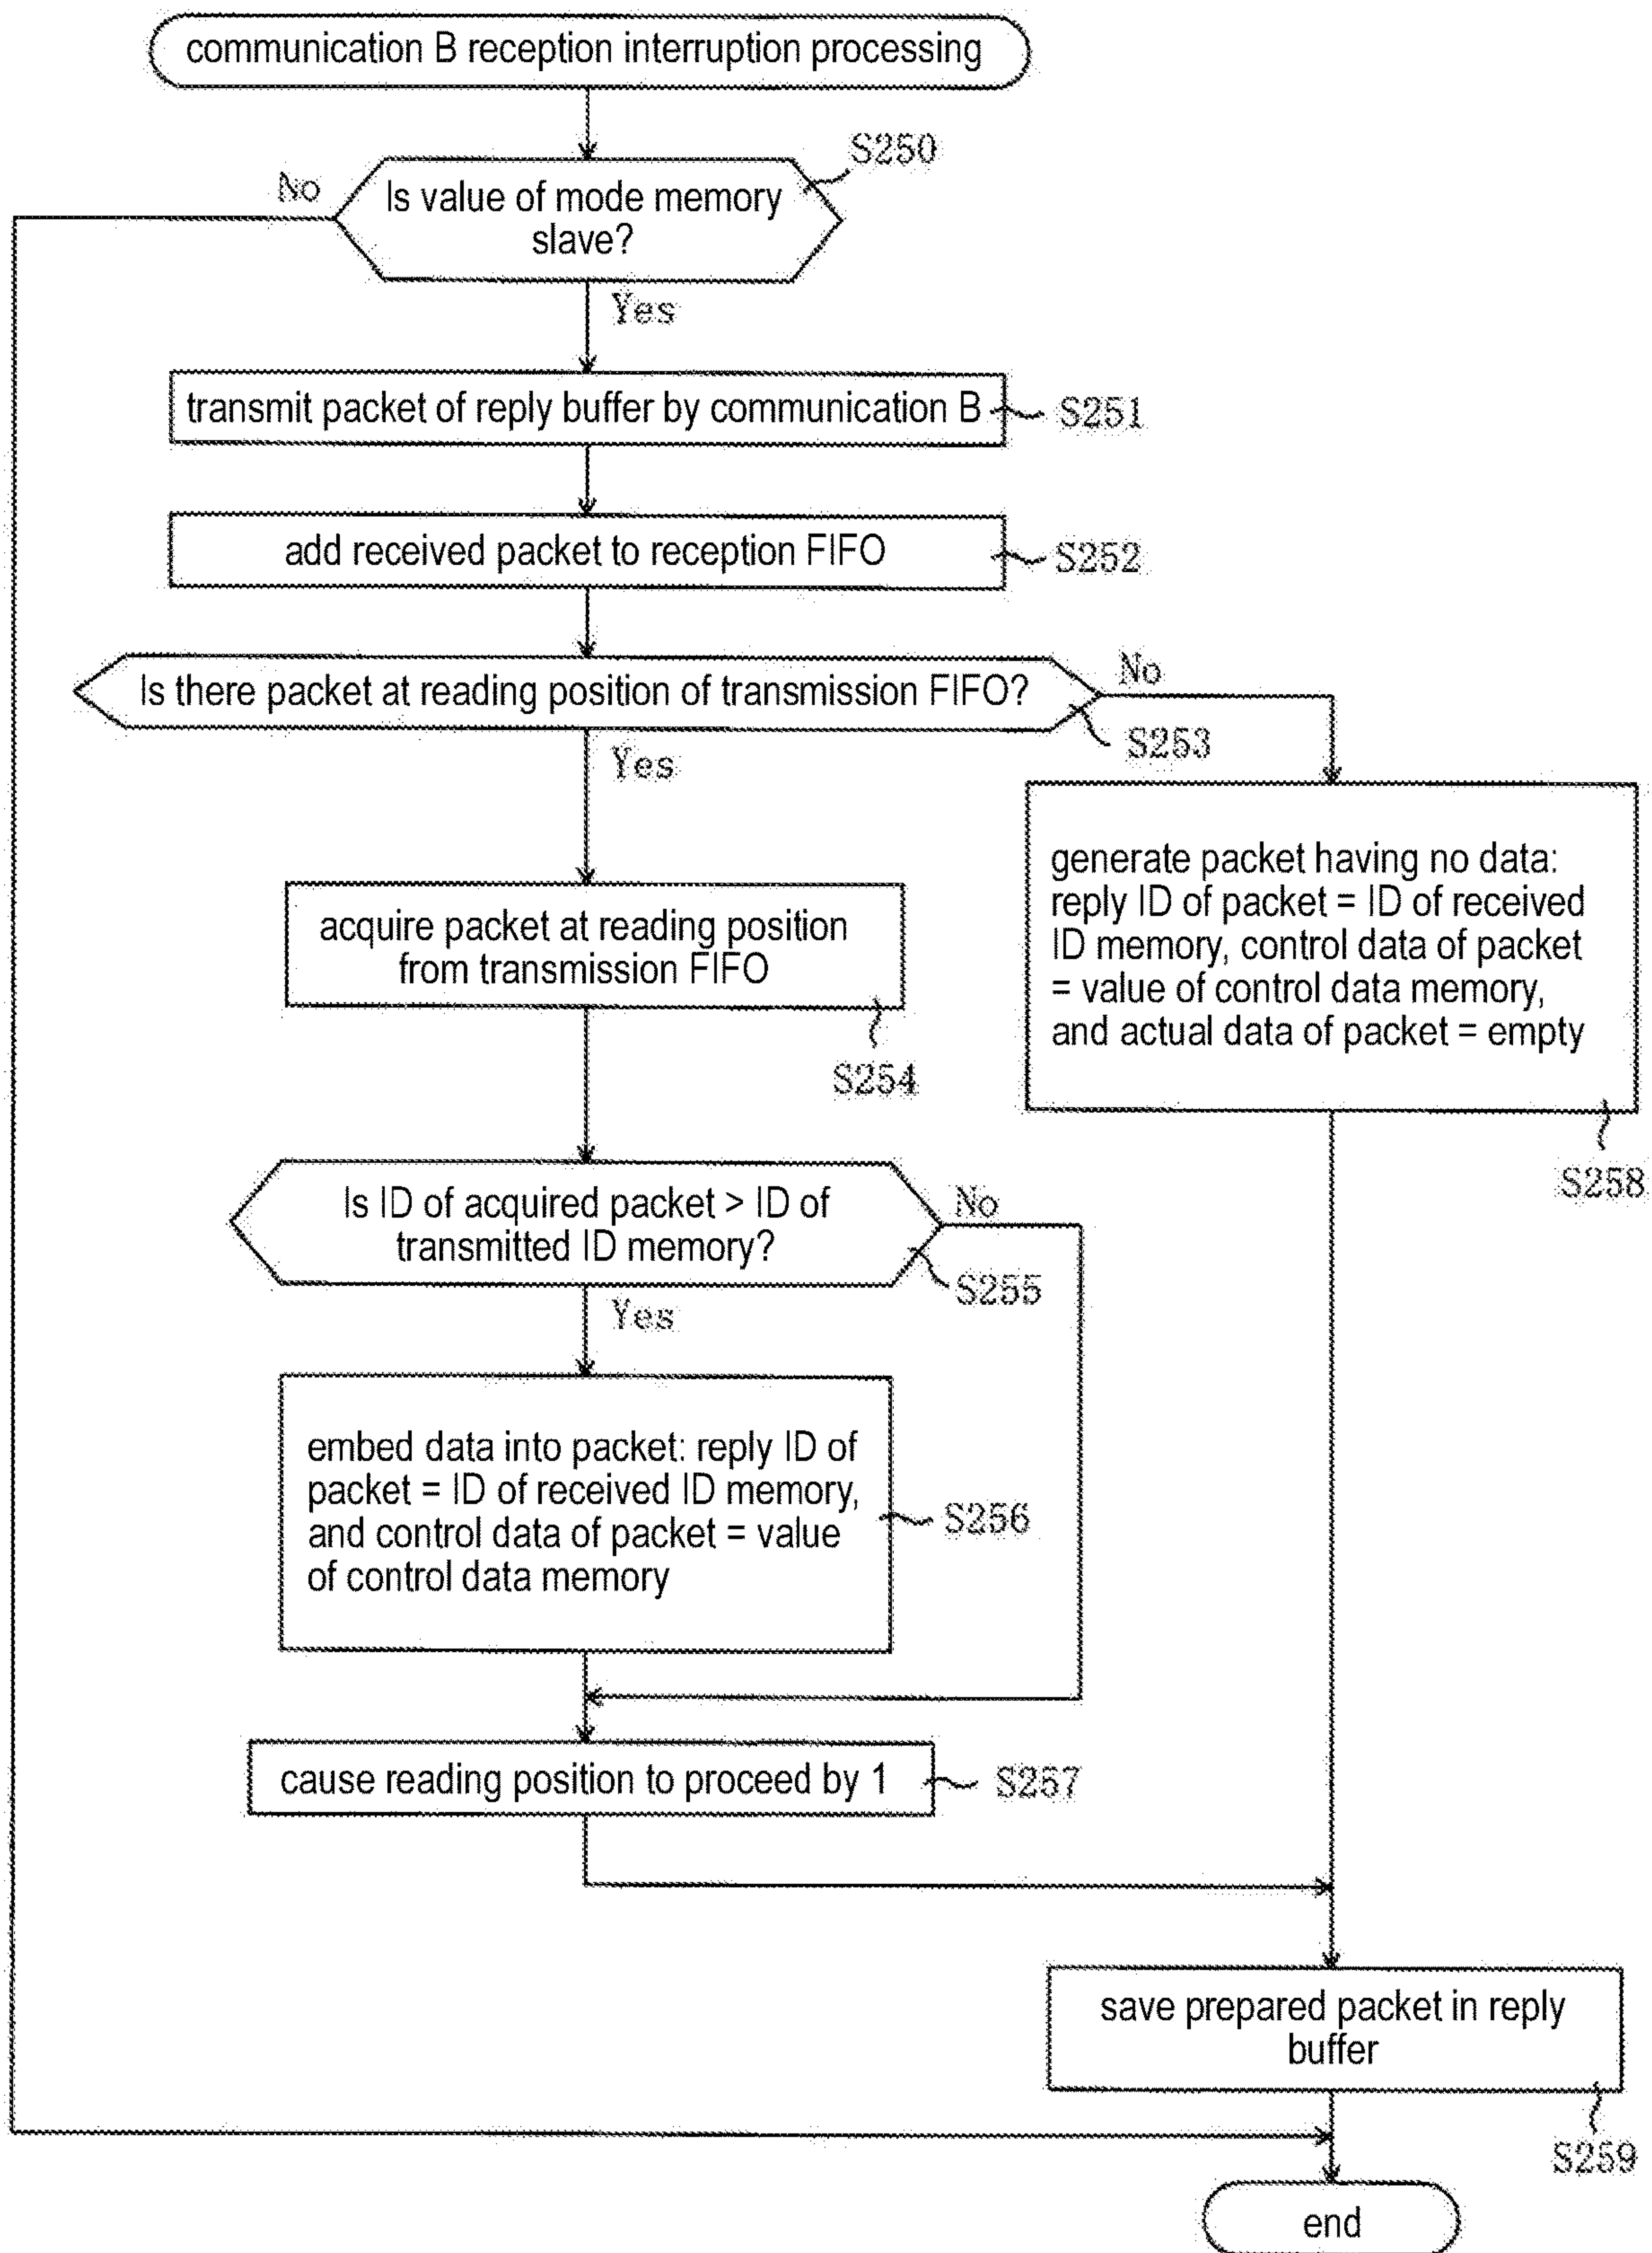 communication B reception interruption processing
S250
No
Is value of mode memory
slave?
Yes
transmit packet of reply buffer by communication B
S251
add received packet to reception FIFO
S252
Is there packet at reading position of transmission FIFO?
No
S253
Yes
generate packet having no data:
reply ID of packet = ID of received
ID memory, control data of packet
= value of control data memory,
and actual data of packet = empty
S258
acquire packet at reading position
from transmission FIFO
S254
Is ID of acquired packet > ID of
transmitted ID memory?
No
S255
Yes
embed data into packet: reply ID of
packet = ID of received ID memory,
and control data of packet = value
of control data memory
S256
cause reading position to proceed by 1
S257
save prepared packet in reply
buffer
S259
end